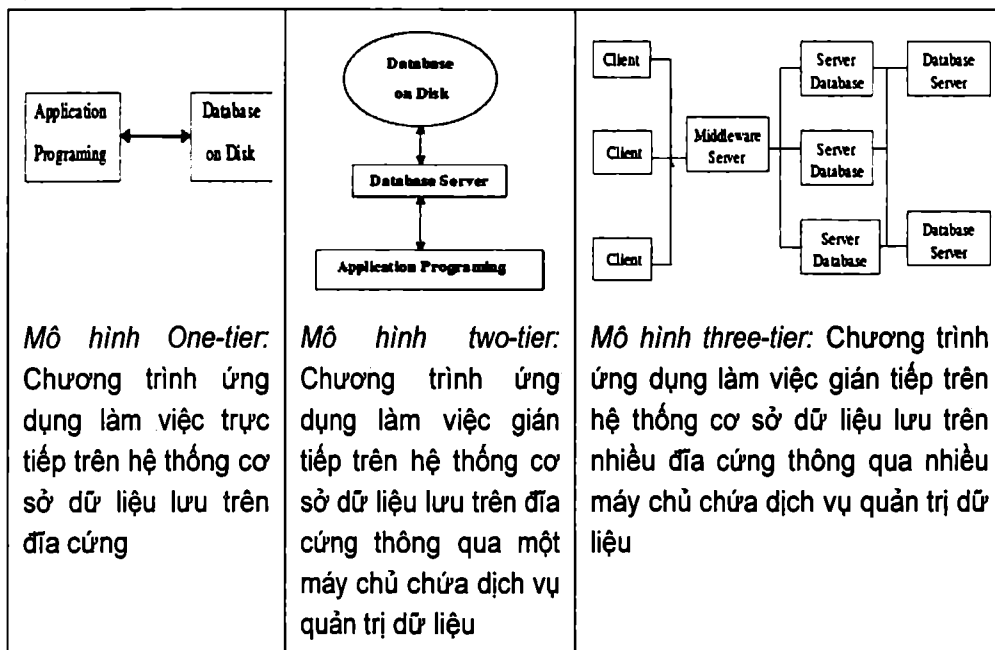 Application
Programing
Database
on Disk
Mô hình One-tier:
Chương trình ứng
dụng làm việc trực
tiếp trên hệ thống cơ
sở dữ liệu lưu trên
đĩa cứng
Database
on Disk
Database Server
Application Programing
Mô hình two-tier:
Chương trình ứng
dụng làm việc gián
tiếp trên hệ thống cơ
sở dữ liệu lưu trên đĩa
cứng thông qua một
máy chủ chứa dịch vụ
quản trị dữ liệu
Client
Client
Client
Middleware
Server
Server
Database
Server
Database
Server
Database
Database
Server
Database
Server
Mô hình three-tier: Chương trình
ứng dụng làm việc gián tiếp trên
hệ thống cơ sở dữ liệu lưu trên
nhiều đĩa cứng thông qua nhiều
máy chủ chứa dịch vụ quản trị dữ
liệu